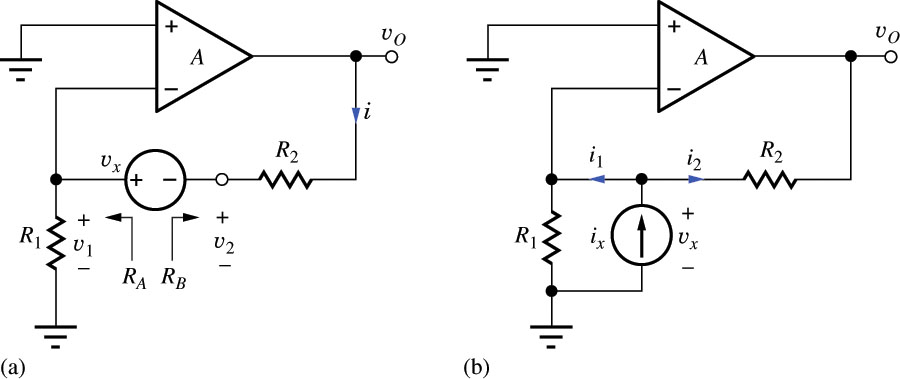 +
A
−
v_O
i
R_2
v_x
+
−
R_1
+
v_1
−
R_A
R_B
+
v_2
−
(a)
+
A
−
v_O
i_1
i_2
R_2
R_1
i_x
+
v_x
−
(b)